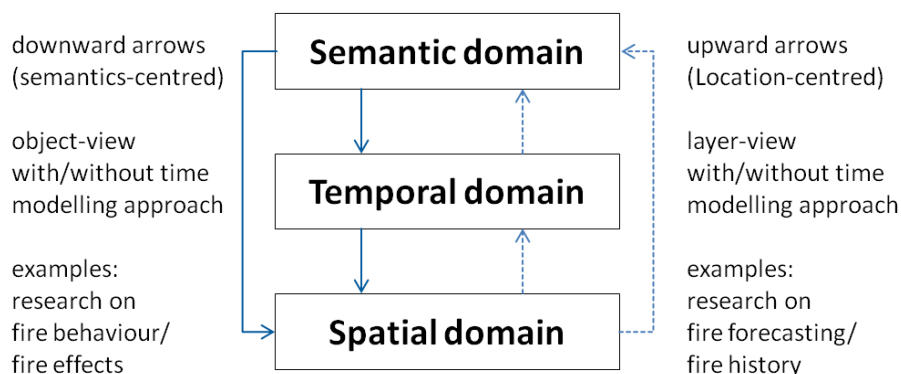 downward arrows
(semantics-centred)
object-view
with/without time
modelling approach
examples:
research on
fire behaviour/
fire effects
Semantic domain
Temporal domain
Spatial domain
upward arrows
(Location-centred)
layer-view
with/without time
modelling approach
examples:
research on
fire forecasting/
fire history